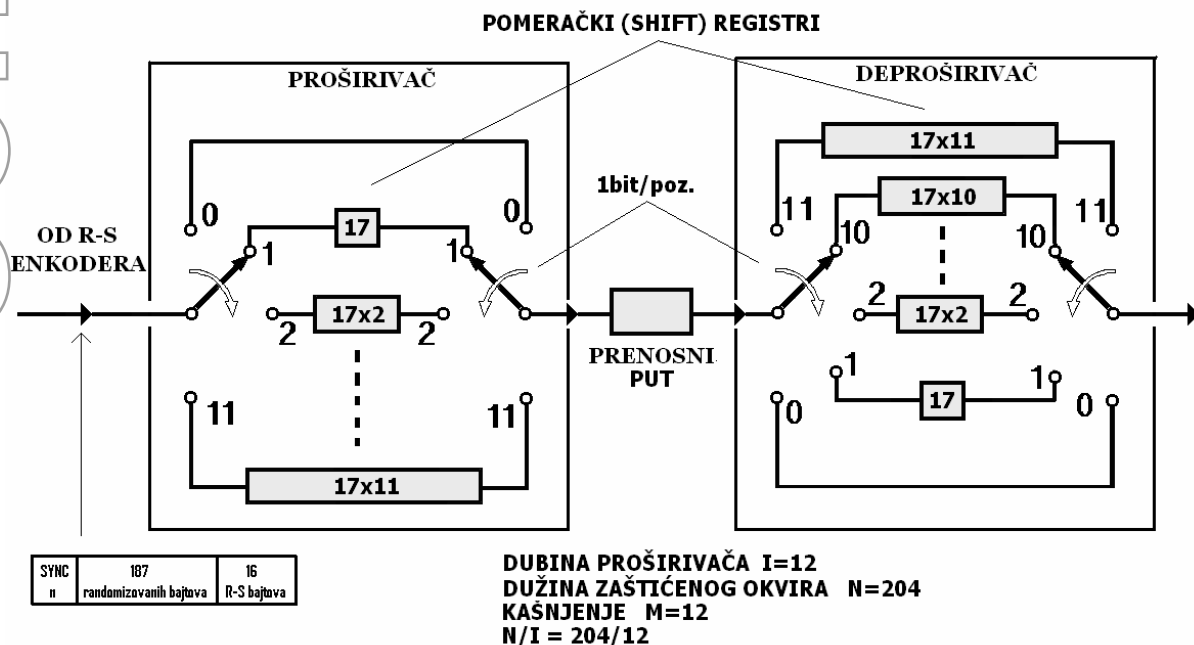 POMERAČKI (SHIFT) REGISTRI
PROŠIRIVAČ
DEPROŠIRIVAČ
OD R-S
ENKODERA
0
0
1
17
1
2
17x2
2
11
11
17x11
1bit/poz.
PRENOSNI
PUT
17x11
11
11
17x10
10
10
2
17x2
2
1
17
1
0
0
SYNC
n
187
randomizovanih bajtova
16
R-S bajtova
DUBINA PROŠIRIVAČA I=12
DUŽINA ZAŠTIĆENOG OKVIRA N=204
KAŠNJENJE M=12
N/I = 204/12